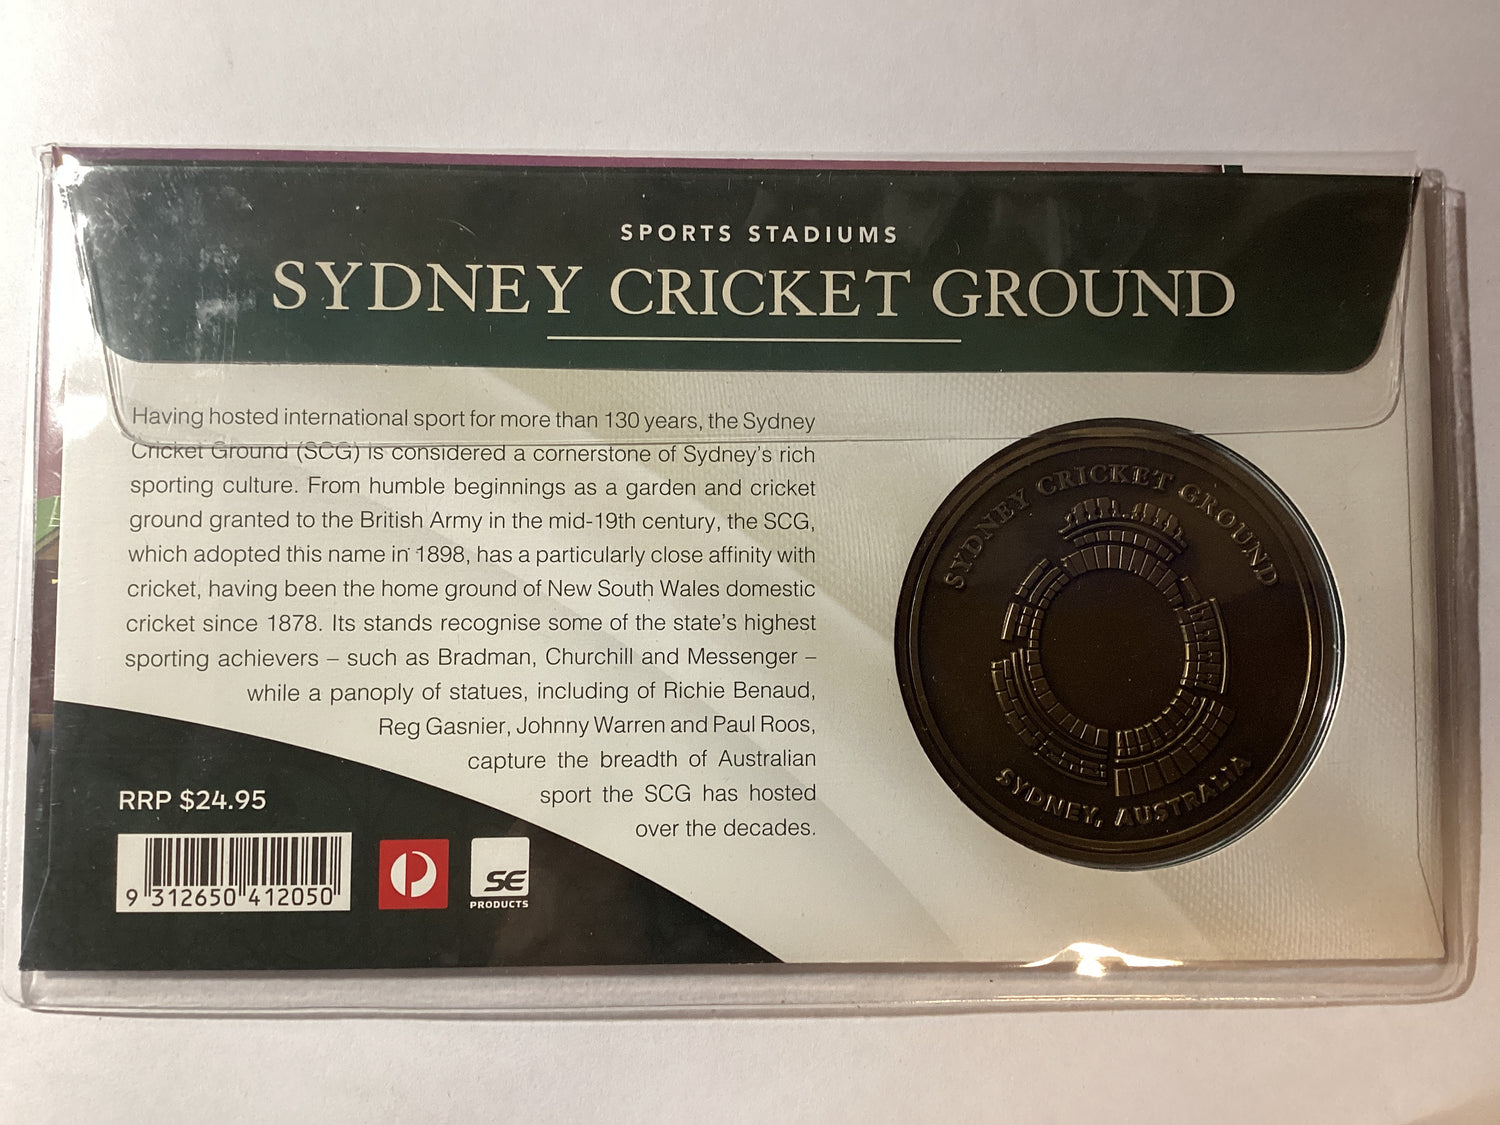 SPORTS STADIUMS
SYDNEY CRICKET GROUND
Having hosted international sport for more than 130 years, the Sydney
Cricket Ground (SCG) is considered a cornerstone of Sydney's rich
sporting culture. From humble beginnings as a garden and cricket
ground granted to the British Army in the mid-19th century, the SCG,
which adopted this name in 1898, has a particularly close affinity with
cricket, having been the home ground of New South Wales domestic
cricket since 1878. Its stands recognise some of the state's highest
sporting achievers – such as Bradman, Churchill and Messenger –
while a panoply of statues, including of Richie Benaud,
Reg Gasnier, Johnny Warren and Paul Roos,
capture the breadth of Australian
sport the SCG has hosted
over the decades.
RRP $24.95
9 312650 412050
SE
PRODUCTS
SYDNEY CRICKET GROUND
SYDNEY, AUSTRALIA